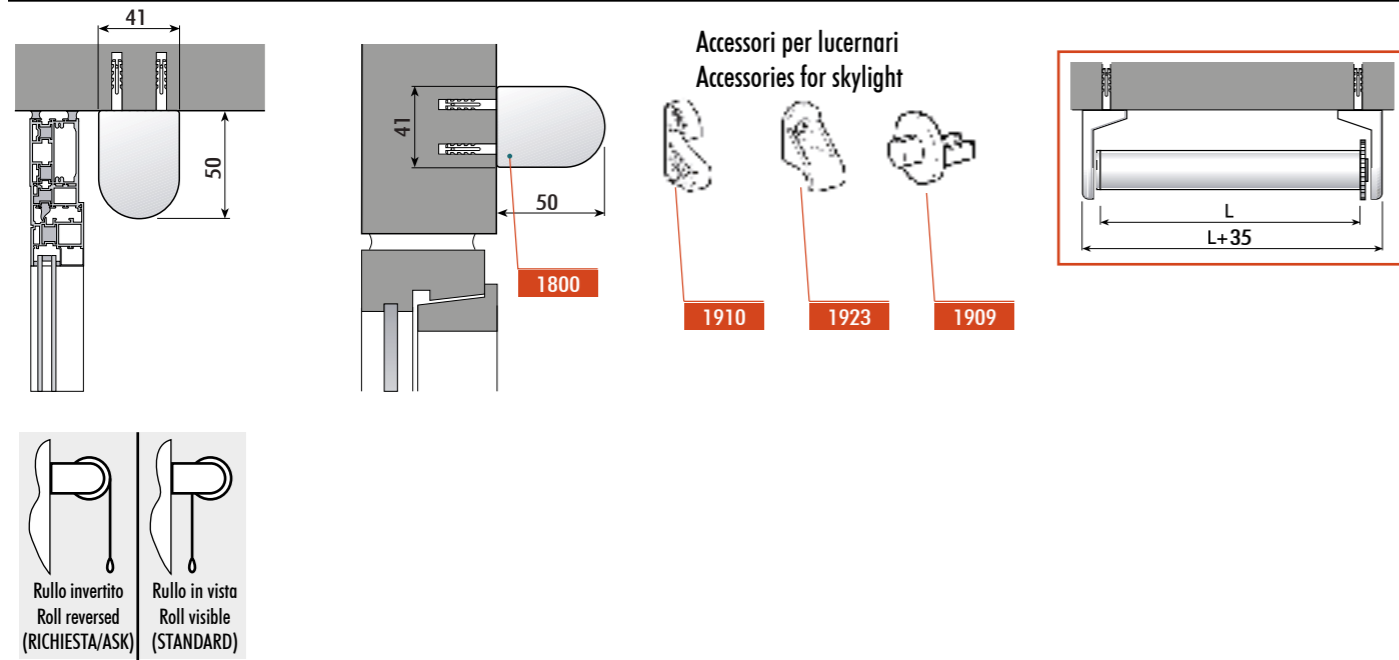 41
50
41
50
1800
Accessori per lucernari
Accessories for skylight
1910
1923
1909
L
L+35
Rullo invertito
Roll reversed
(RICHIESTA/ASK)
Rullo in vista
Roll visible
(STANDARD)